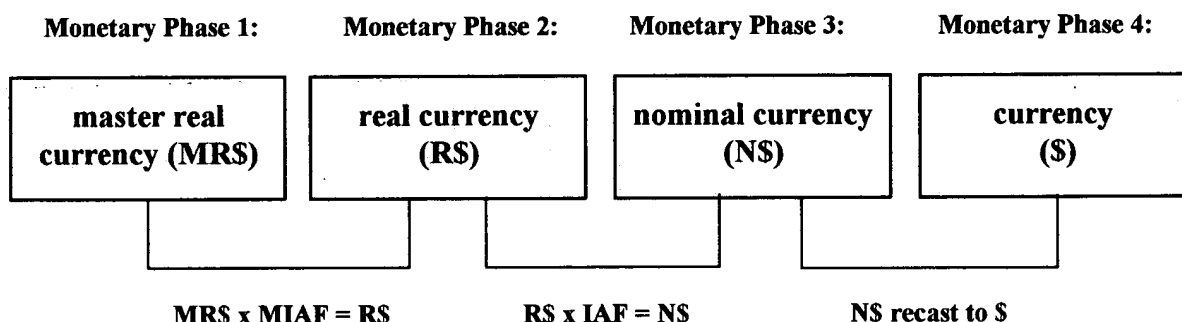 Monetary Phase 1: Monetary Phase 2: Monetary Phase 3: Monetary Phase 4:
master real
currency (MR$)
real currency
(R$)
nominal currency
(N$)
currency
($)
MR$ x MIAF = R$ R$ x IAF = N$ N$ recast to $